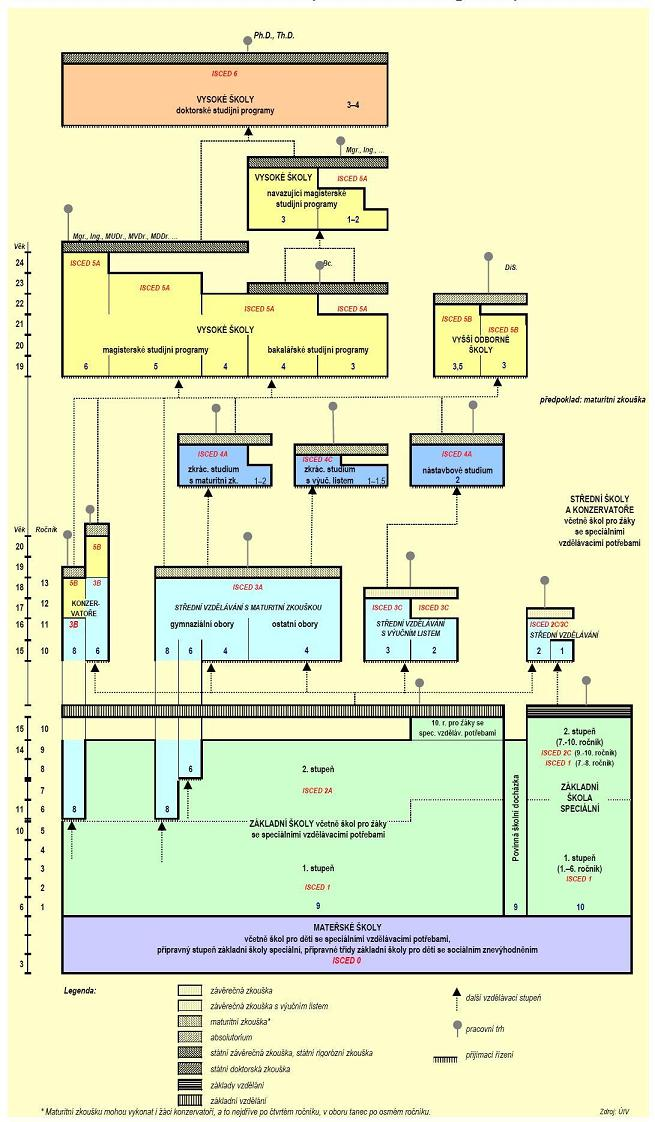 Ph.D., Th.D.
ISCED 6
VYSOKÉ ŠKOLY
doktorské studijní programy
3–4
Mgr., Ing., ...
VYSOKÉ ŠKOLY
ISCED 5A
navazující magisterské
studijní programy
3
1–2
Mgr., Ing., MUDr., MVDr., MDDr. ...
Bc.
DiS.
Věk
24
23
22
21
20
19
ISCED 5A
ISCED 5A
ISCED 5A
ISCED 5A
VYSOKÉ ŠKOLY
magisterské studijní programy
bakalářské studijní programy
6
5
4
4
3
ISCED 5B
ISCED 5B
VYŠŠÍ ODBORNÉ
ŠKOLY
3,5
3
předpoklad: maturitní zkouška
ISCED 4A
zkrác. studium
s maturitní zk.
1–2
ISCED 4C
zkrác. studium
s výuč. listem
1–1,5
ISCED 4A
nástavbové studium
2
STŘEDNÍ ŠKOLY
A KONZERVATOŘE
včetně škol pro žáky
se speciálními
vzdělávacími potřebami
Věk
Ročník
20
19
18
13
17
12
16
11
15
10
5B
5B
3B
KONZER-
VATOŘE
3B
8
6
ISCED 3A
STŘEDNÍ VZDĚLÁVÁNÍ S MATURITNÍ ZKOUŠKOU
gymnaziální obory
ostatní obory
8
6
4
4
ISCED 3C
ISCED 3C
STŘEDNÍ VZDĚLÁVÁNÍ
S VÝUČNÍM LISTEM
3
2
ISCED 2C/3C
STŘEDNÍ VZDĚLÁVÁNÍ
2
1
15
10
14
9
8
7
11
6
10
5
4
3
2
6
1
3
10. r. pro žáky se
spec. vzděláv. potřebami
8
8
6
2. stupeň
ISCED 2A
ZÁKLADNÍ ŠKOLY včetně škol pro žáky
se speciálními vzdělávacími potřebami
1. stupeň
ISCED 1
9
Povinná školní docházka
9
2. stupeň
(7.-10. ročník)
ISCED 2C (9.-10. ročník)
ISCED 1 (7.-8. ročník)
ZÁKLADNÍ
ŠKOLA
SPECIÁLNÍ
1. stupeň
(1.–6. ročník)
ISCED 1
10
MATEŘSKÉ ŠKOLY
včetně škol pro děti se speciálními vzdělávacími potřebami,
přípravný stupeň základní školy speciální, přípravné třídy základní školy pro děti se sociálním znevýhodněním
ISCED 0
Legenda:
závěrečná zkouška
závěrečná zkouška s výučním listem
maturitní zkouška*
absolutorium
státní závěrečná zkouška, státní rigorózní zkouška
státní doktorská zkouška
základy vzdělání
základní vzdělání
další vzdělávací stupeň
pracovní trh
přijímací řízení
* Maturitní zkoušku mohou vykonat i žáci konzervatoří, a to nejdříve po čtvrtém ročníku, v oboru tanec po osmém ročníku.
Zdroj: ÚIV